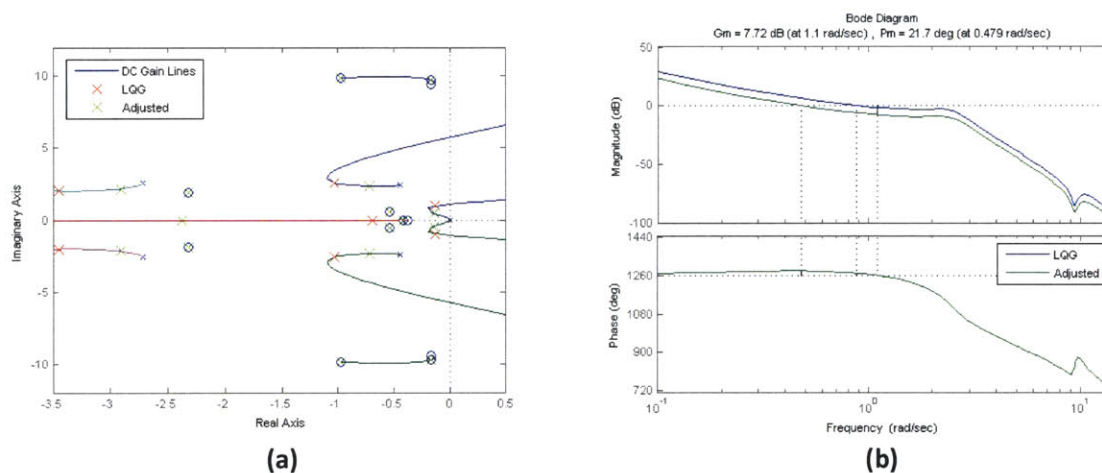 10
5
0
-5
-10
Imaginary Axis
DC Gain Lines
LQG
Adjusted
-3.5 -3 -2.5 -2 -1.5 -1 -0.5 0 0.5
Real Axis
(a)
Bode Diagram
Gm = 7.72 dB (at 1.1 rad/sec) , Pm = 21.7 deg (at 0.479 rad/sec)
50
0
-50
-100
Magnitude (dB)
1440
1260
1080
900
720
Phase (deg)
LQG
Adjusted
10-1 100 101
Frequency (rad/sec)
(b)